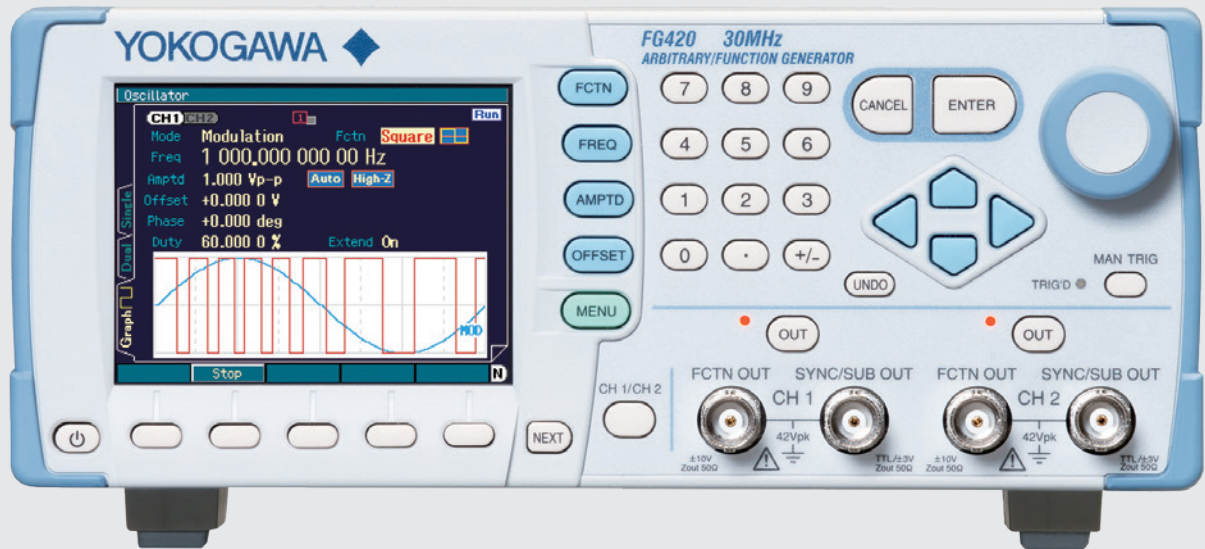 YOKOGAWA
FG420 30MHz
ARBITRARY/FUNCTION GENERATOR
Oscillator
CH1 CH2 1 Run
Mode Modulation Fctn Square
Freq 1 000.000 000 00 Hz
Amptd 1.000 Vp-p Auto High-Z
Offset +0.000 0 V
Phase +0.000 deg
Duty 60.000 0 % Extend On
Single
Dual
Graph
MOD
Stop
N
NEXT
FCTN
FREQ
AMPTD
OFFSET
MENU
7 8 9
4 5 6
1 2 3
0 . +/-
CANCEL ENTER
UNDO
MAN TRIG
TRIG'D
OUT OUT
CH 1/CH 2
FCTN OUT SYNC/SUB OUT FCTN OUT SYNC/SUB OUT
CH 1 CH 2
42Vpk 42Vpk
±10V TTL/±3V ±10V TTL/±3V
Zout 50Ω Zout 50Ω Zout 50Ω Zout 50Ω